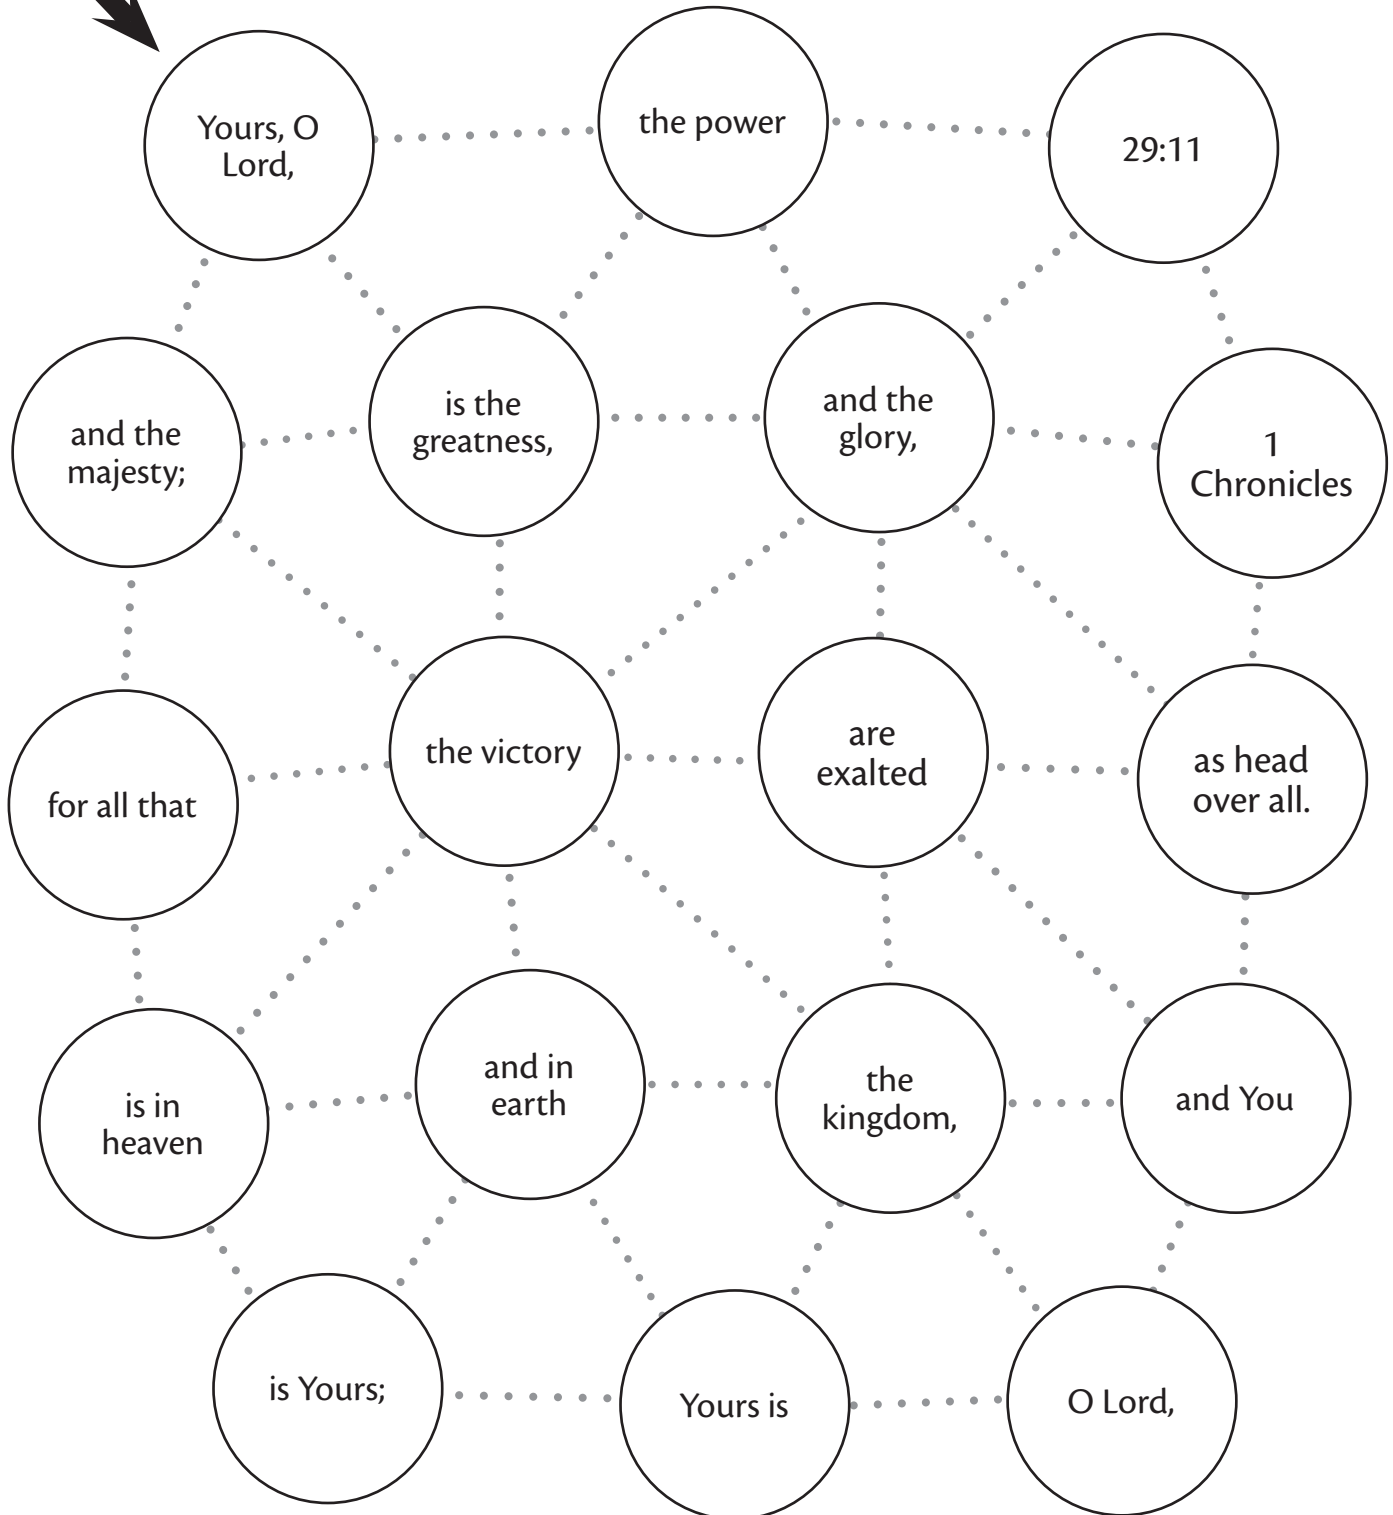 Yours, O
Lord,
the power
29:11
and the
majesty;
is the
greatness,
and the
glory,
1
Chronicles
for all that
the victory
are
exalted
as head
over all.
is in
heaven
and in
earth
the
kingdom,
and You
is Yours;
Yours is
O Lord,